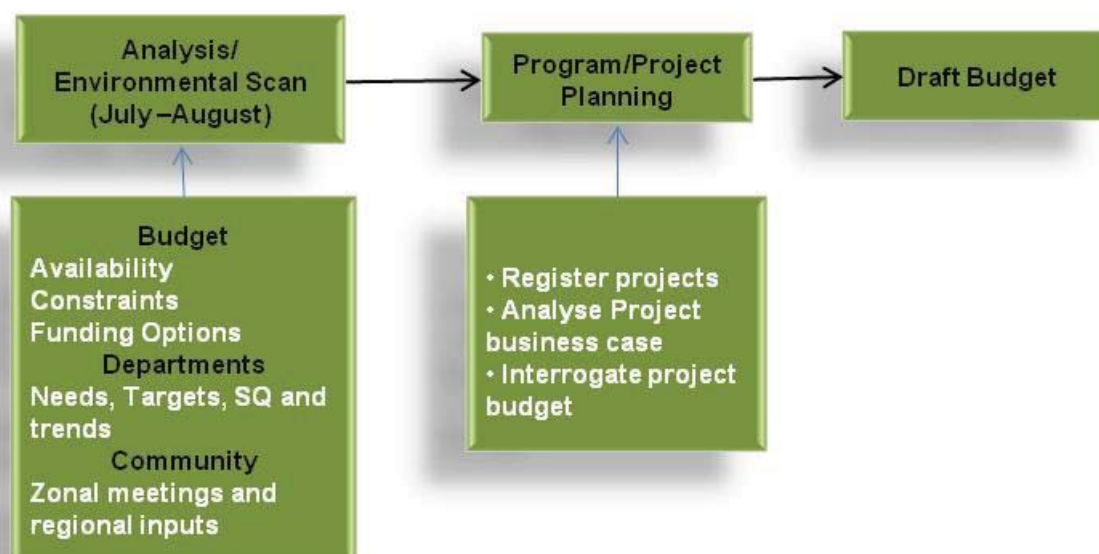 Analysis/
Environmental Scan
(July –August)
Program/Project
Planning
Draft Budget
Budget
Availability
Constraints
Funding Options
Departments
Needs, Targets, SQ and
trends
Community
Zonal meetings and
regional inputs
• Register projects
• Analyse Project
business case
• Interrogate project
budget